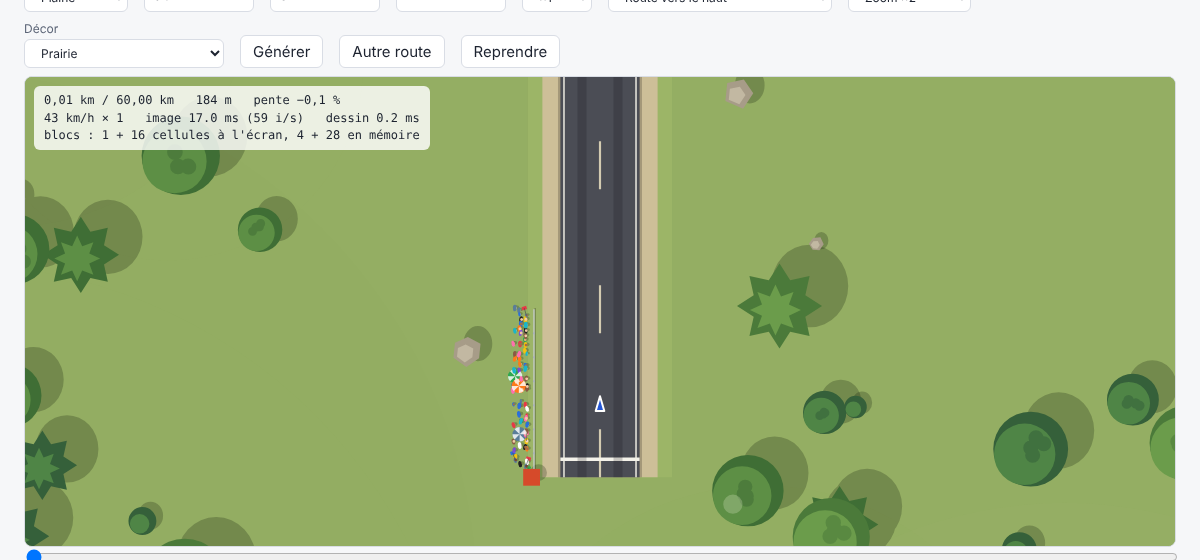 Décor
Prairie
Générer
Autre route
Reprendre
0,01 km / 60,00 km 184 m pente −0,1 %
43 km/h × 1 image 17.0 ms (59 i/s) dessin 0.2 ms
blocs : 1 + 16 cellules à l'écran, 4 + 28 en mémoire